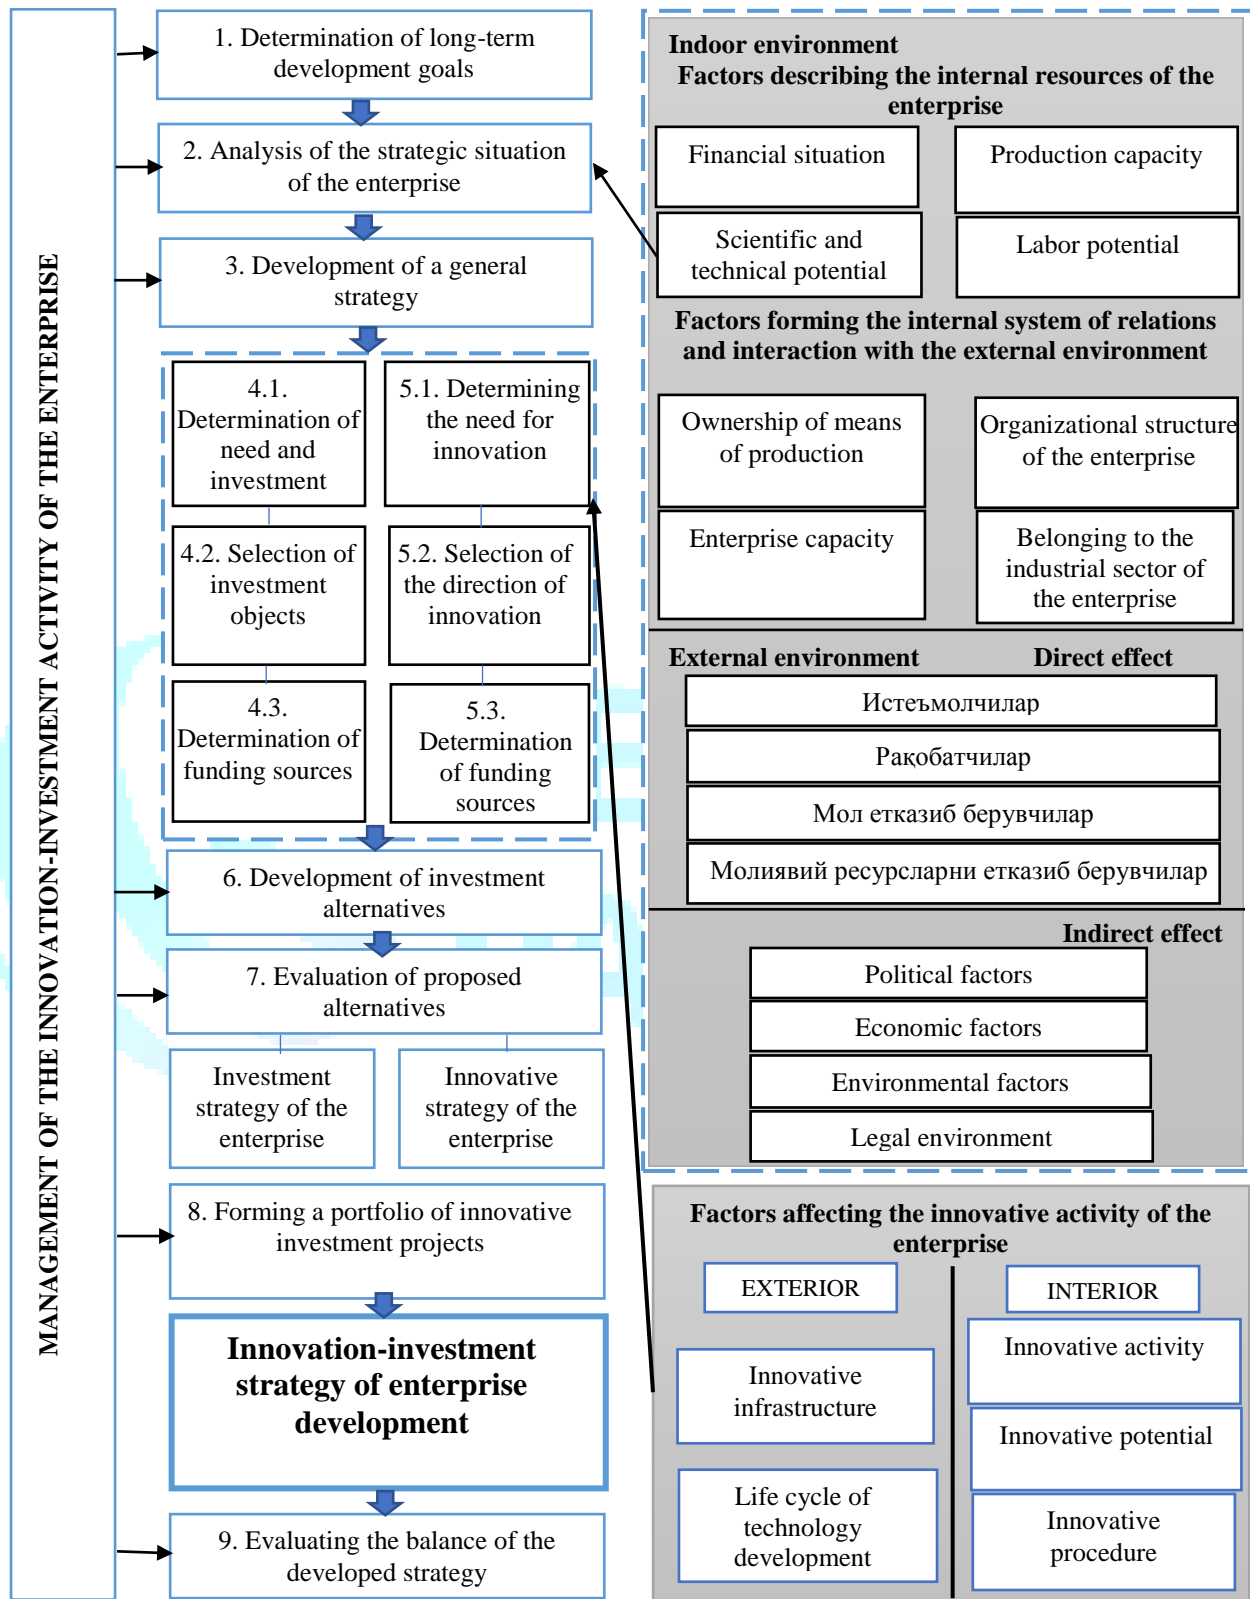 MANAGEMENT OF THE INNOVATION-INVESTMENT ACTIVITY OF THE ENTERPRISE
1. Determination of long-term
development goals
2. Analysis of the strategic situation
of the enterprise
3. Development of a general
strategy
4.1.
Determination of
need and
investment
5.1. Determining
the need for
innovation
4.2. Selection of
investment
objects
5.2. Selection of
the direction of
innovation
4.3.
Determination of
funding sources
5.3.
Determination
of funding
sources
6. Development of investment
alternatives
7. Evaluation of proposed
alternatives
Investment
strategy of the
enterprise
Innovative
strategy of the
enterprise
8. Forming a portfolio of innovative
investment projects
Innovation-investment
strategy of enterprise
development
9. Evaluating the balance of the
developed strategy
Indoor environment
Factors describing the internal resources of the
enterprise
Financial situation
Production capacity
Scientific and
technical potential
Labor potential
Factors forming the internal system of relations
and interaction with the external environment
Ownership of means
of production
Organizational structure
of the enterprise
Enterprise capacity
Belonging to the
industrial sector of
the enterprise
External environment
Direct effect
Истеъмолчилар
Рақобатчилар
Мол етказиб берувчилар
Молиявий ресурсларни етказиб берувчилар
Indirect effect
Political factors
Economic factors
Environmental factors
Legal environment
Factors affecting the innovative activity of the
enterprise
EXTERIOR
Innovative
infrastructure
Life cycle of
technology
development
INTERIOR
Innovative activity
Innovative potential
Innovative
procedure